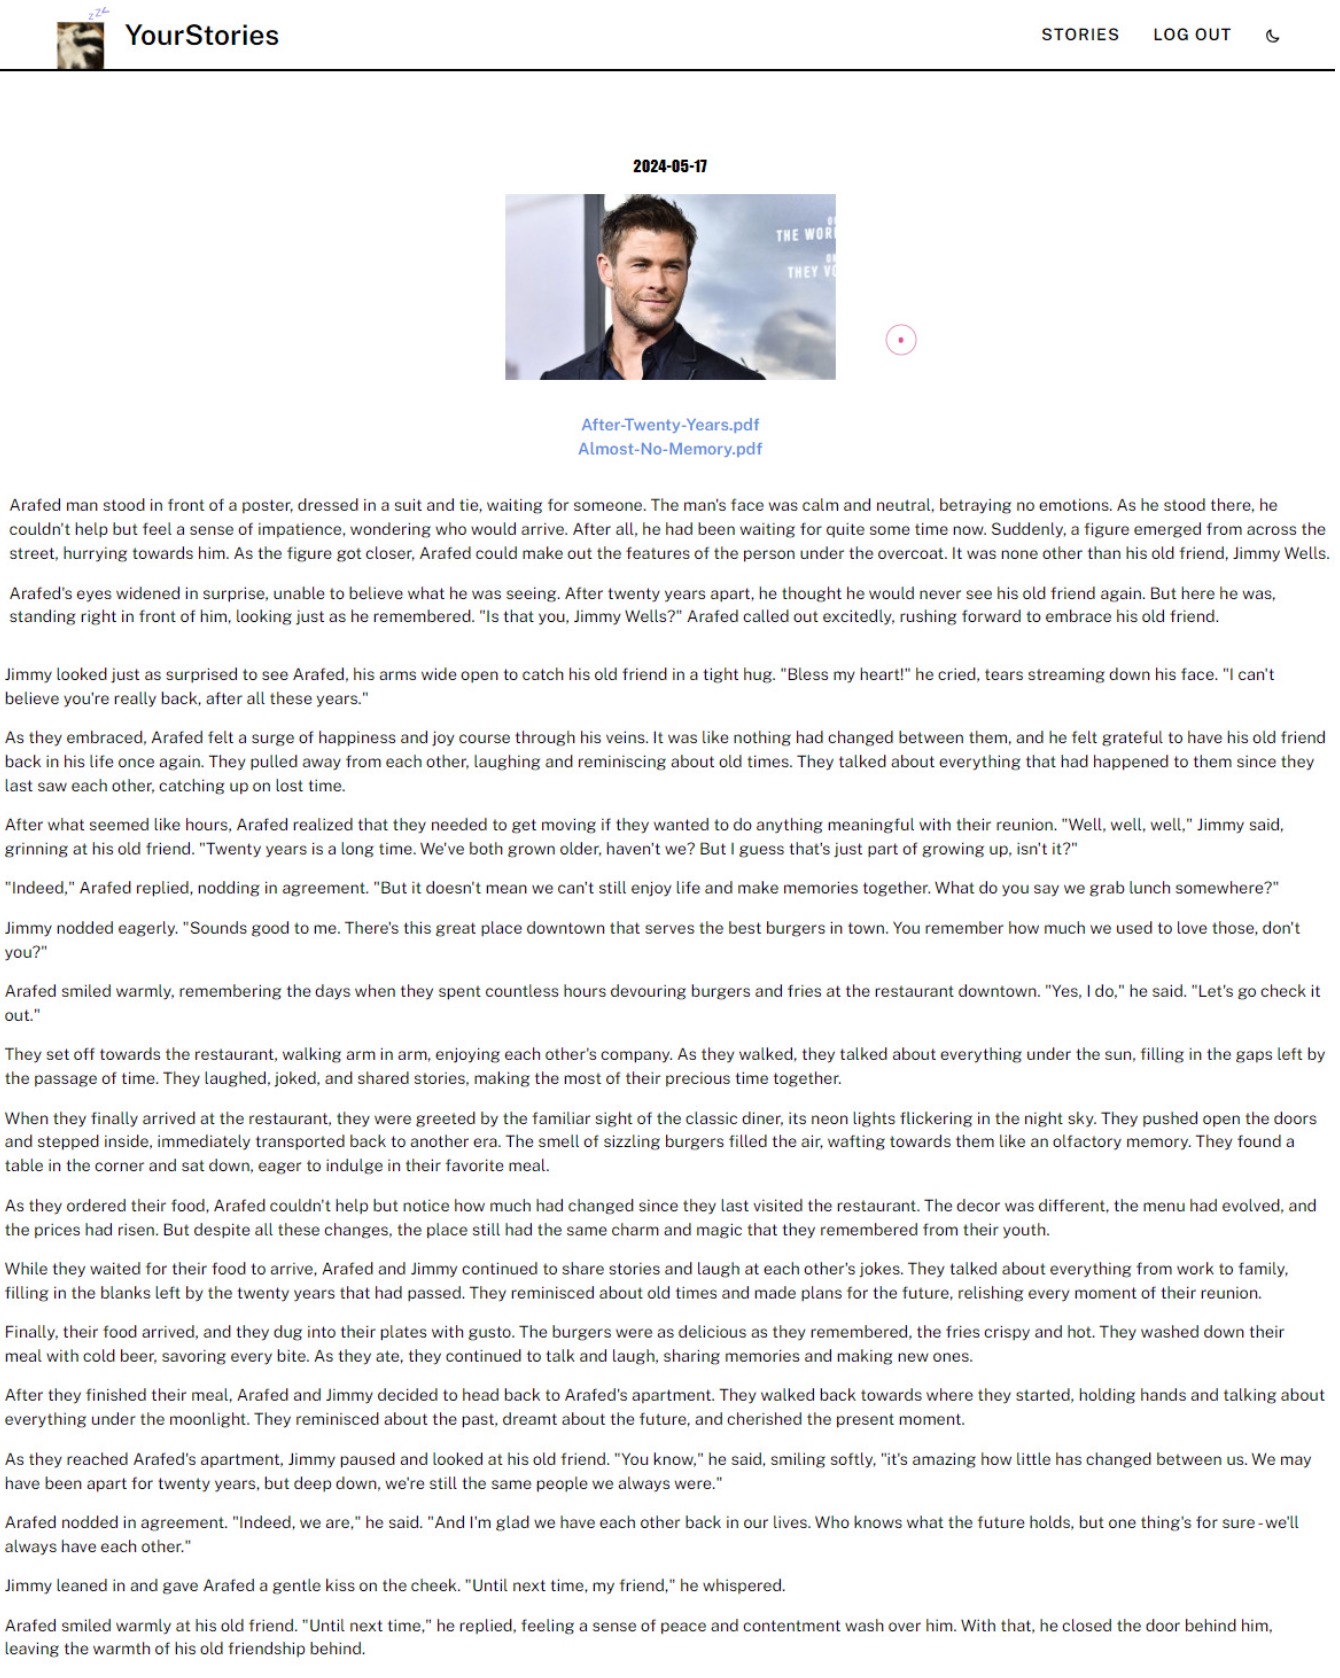 zzz
YourStories
STORIES
LOG OUT
2024-05-17
THE WOR
THEY VO
After-Twenty-Years.pdf
Almost-No-Memory.pdf
Arafed man stood in front of a poster, dressed in a suit and tie, waiting for someone. The man's face was calm and neutral, betraying no emotions. As he stood there, he
couldn't help but feel a sense of impatience, wondering who would arrive. After all, he had been waiting for quite some time now. Suddenly, a figure emerged from across the
street, hurrying towards him. As the figure got closer, Arafed could make out the features of the person under the overcoat. It was none other than his old friend, Jimmy Wells.
Arafed's eyes widened in surprise, unable to believe what he was seeing. After twenty years apart, he thought he would never see his old friend again. But here he was,
standing right in front of him, looking just as he remembered. "Is that you, Jimmy Wells?" Arafed called out excitedly, rushing forward to embrace his old friend.
Jimmy looked just as surprised to see Arafed, his arms wide open to catch his old friend in a tight hug. "Bless my heart!" he cried, tears streaming down his face. "I can't
believe you're really back, after all these years."
As they embraced, Arafed felt a surge of happiness and joy course through his veins. It was like nothing had changed between them, and he felt grateful to have his old friend
back in his life once again. They pulled away from each other, laughing and reminiscing about old times. They talked about everything that had happened to them since they
last saw each other, catching up on lost time.
After what seemed like hours, Arafed realized that they needed to get moving if they wanted to do anything meaningful with their reunion. "Well, well, well," Jimmy said,
grinning at his old friend. "Twenty years is a long time. We've both grown older, haven't we? But I guess that's just part of growing up, isn't it?"
"Indeed," Arafed replied, nodding in agreement. "But it doesn't mean we can't still enjoy life and make memories together. What do you say we grab lunch somewhere?"
Jimmy nodded eagerly. "Sounds good to me. There's this great place downtown that serves the best burgers in town. You remember how much we used to love those, don't
you?"
Arafed smiled warmly, remembering the days when they spent countless hours devouring burgers and fries at the restaurant downtown. "Yes, I do," he said. "Let's go check it
out."
They set off towards the restaurant, walking arm in arm, enjoying each other's company. As they walked, they talked about everything under the sun, filling in the gaps left by
the passage of time. They laughed, joked, and shared stories, making the most of their precious time together.
When they finally arrived at the restaurant, they were greeted by the familiar sight of the classic diner, its neon lights flickering in the night sky. They pushed open the doors
and stepped inside, immediately transported back to another era. The smell of sizzling burgers filled the air, wafting towards them like an olfactory memory. They found a
table in the corner and sat down, eager to indulge in their favorite meal.
As they ordered their food, Arafed couldn't help but notice how much had changed since they last visited the restaurant. The decor was different, the menu had evolved, and
the prices had risen. But despite all these changes, the place still had the same charm and magic that they remembered from their youth.
While they waited for their food to arrive, Arafed and Jimmy continued to share stories and laugh at each other's jokes. They talked about everything from work to family,
filling in the blanks left by the twenty years that had passed. They reminisced about old times and made plans for the future, relishing every moment of their reunion.
Finally, their food arrived, and they dug into their plates with gusto. The burgers were as delicious as they remembered, the fries crispy and hot. They washed down their
meal with cold beer, savoring every bite. As they ate, they continued to talk and laugh, sharing memories and making new ones.
After they finished their meal, Arafed and Jimmy decided to head back to Arafed's apartment. They walked back towards where they started, holding hands and talking about
everything under the moonlight. They reminisced about the past, dreamt about the future, and cherished the present moment.
As they reached Arafed's apartment, Jimmy paused and looked at his old friend. "You know," he said, smiling softly, "it's amazing how little has changed between us. We may
have been apart for twenty years, but deep down, we're still the same people we always were."
Arafed nodded in agreement. "Indeed, we are," he said. "And I'm glad we have each other back in our lives. Who knows what the future holds, but one thing's for sure - we'll
always have each other."
Jimmy leaned in and gave Arafed a gentle kiss on the cheek. "Until next time, my friend," he whispered.
Arafed smiled warmly at his old friend. "Until next time," he replied, feeling a sense of peace and contentment wash over him. With that, he closed the door behind him,
leaving the warmth of his old friendship behind.